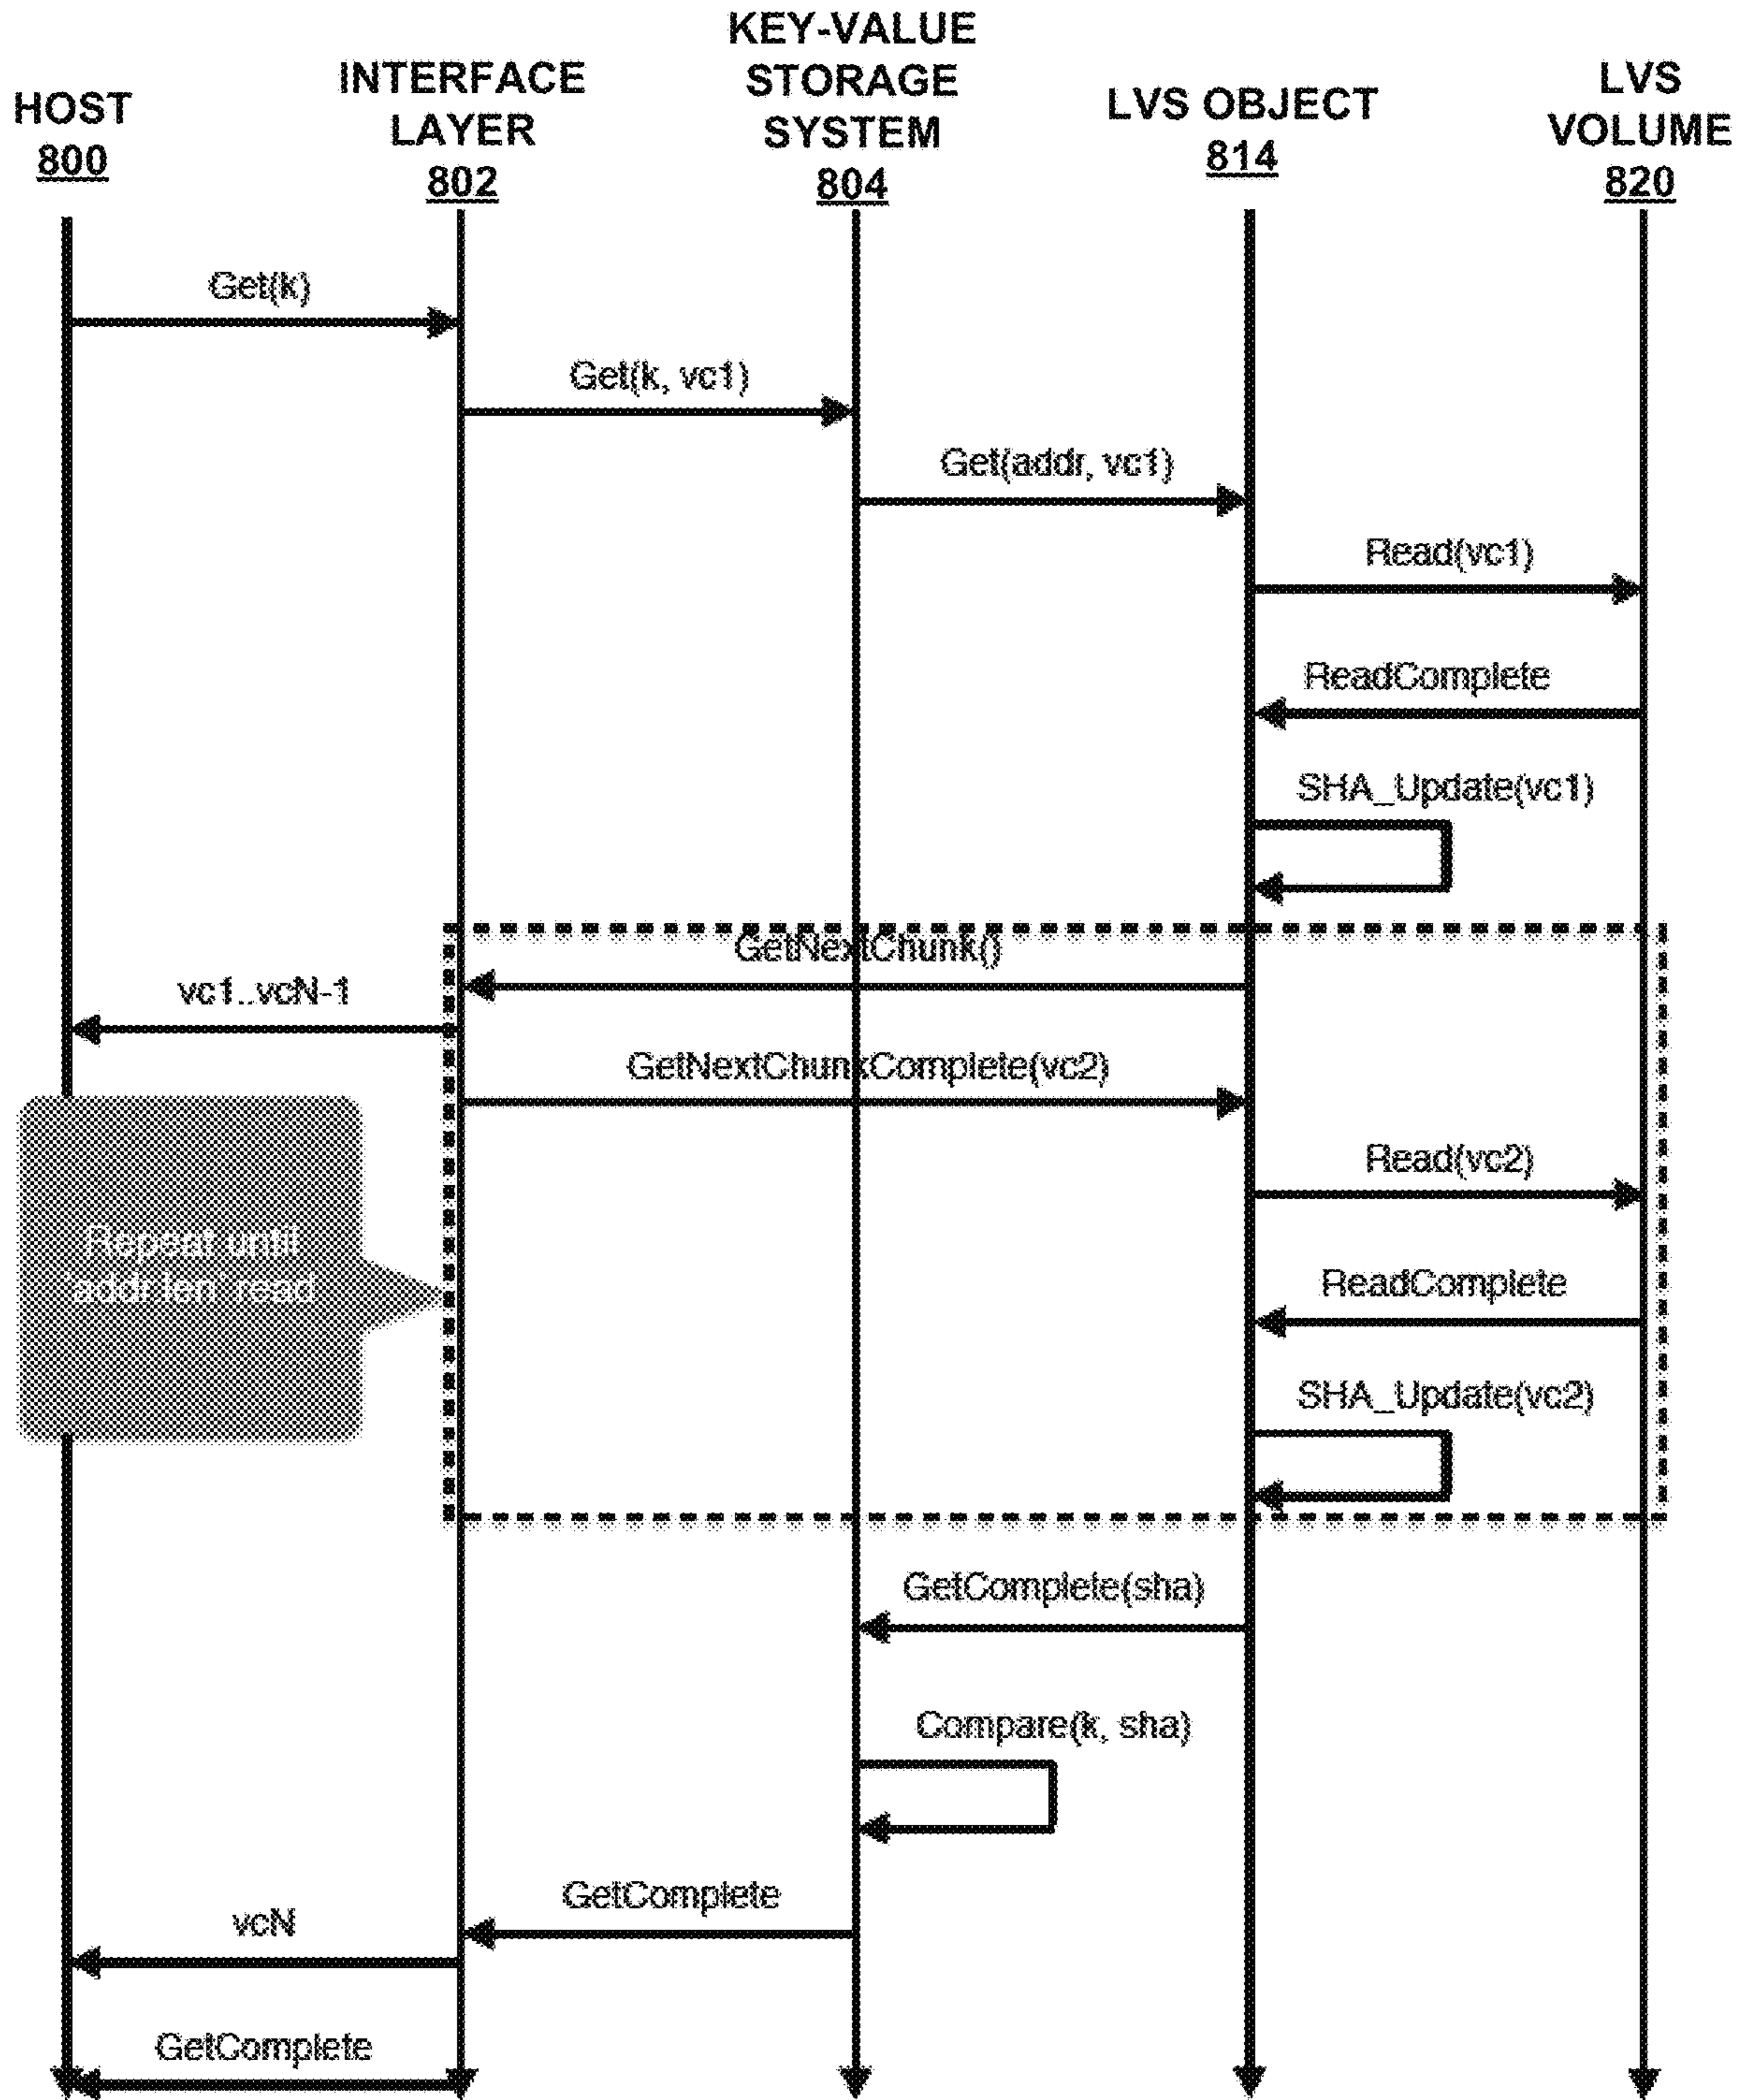 HOST
800
INTERFACE
LAYER
802
KEY-VALUE
STORAGE
SYSTEM
804
LVS OBJECT
814
LVS
VOLUME
820
Get(k)
Get(k, vc1)
Get(addr, vc1)
Read(vc1)
ReadComplete
SHA_Update(vc1)
GetNextChunk()
vc1..vcN-1
GetNextChunkComplete(vc2)
Read(vc2)
Repeat until
'addr.len' read
ReadComplete
SHA_Update(vc2)
GetComplete(sha)
Compare(k, sha)
GetComplete
vcN
GetComplete